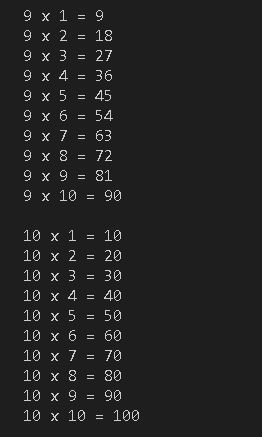 9 x 1 = 9
9 x 2 = 18
9 x 3 = 27
9 x 4 = 36
9 x 5 = 45
9 x 6 = 54
9 x 7 = 63
9 x 8 = 72
9 x 9 = 81
9 x 10 = 90

10 x 1 = 10
10 x 2 = 20
10 x 3 = 30
10 x 4 = 40
10 x 5 = 50
10 x 6 = 60
10 x 7 = 70
10 x 8 = 80
10 x 9 = 90
10 x 10 = 100